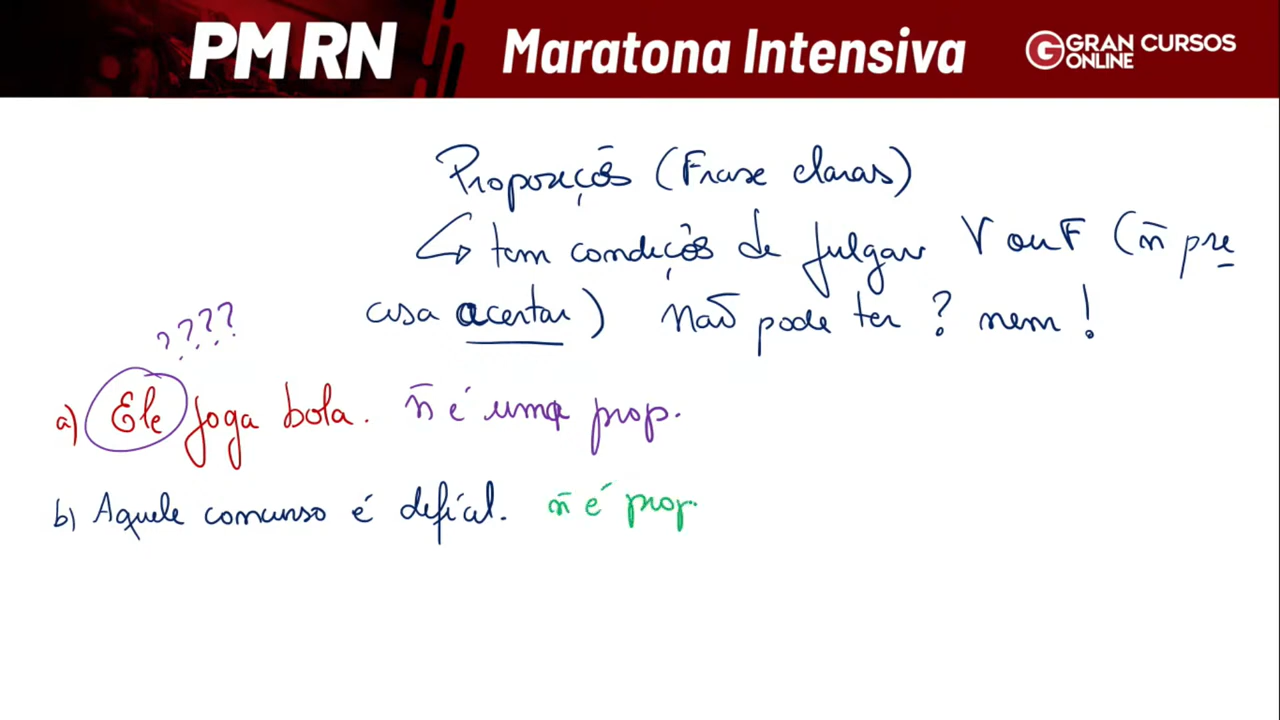 PM RN
Maratona Intensiva
GRAN CURSOS
ONLINE
Proposições (Frase claras)
↳ tem condições de julgar V ou F (ñ pre
cisa acertar) não pode ter ? nem !
????
a) Ele joga bola. ñ é uma prop.
b) Aquele concurso é difícil. ñ é prop.